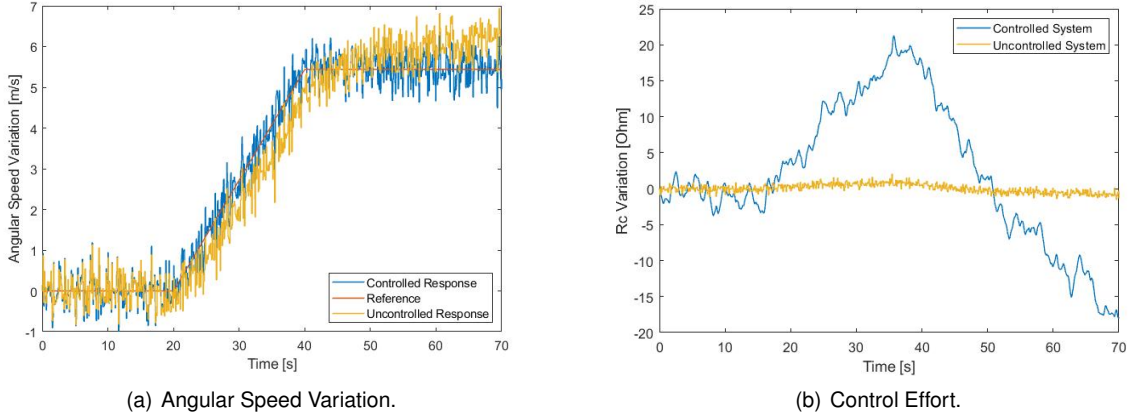 7
6
5
4
3
2
1
0
-1
Angular Speed Variation [m/s]
Controlled Response
Reference
Uncontrolled Response
0 10 20 30 40 50 60 70
Time [s]
(a) Angular Speed Variation.
25
20
15
10
5
0
-5
-10
-15
-20
Rc Variation [Ohm]
Controlled System
Uncontrolled System
0 10 20 30 40 50 60 70
Time [s]
(b) Control Effort.